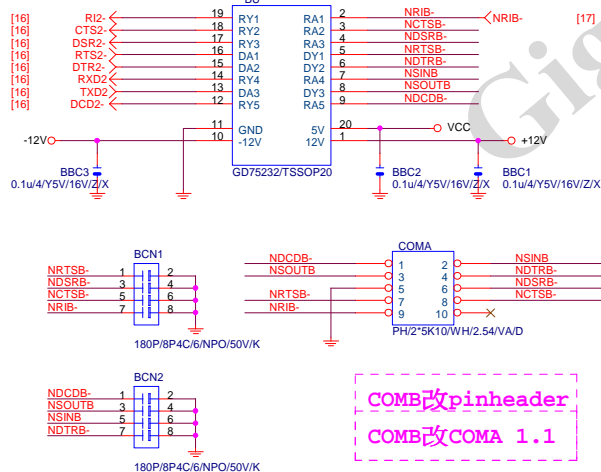 [16] RI2- 19 RY1 RA1 2 NRIB- NRIB- [17]
[16] CTS2- 18 RY2 RA2 3 NCTSB-
[16] DSR2- 17 RY3 RA3 4 NDSRB-
[16] RTS2- 16 DA1 DY1 5 NRTSB-
[16] DTR2- 15 DA2 DY2 6 NDTRB-
[16] RXD2 14 RY4 RA4 7 NSINB
[16] TXD2 13 DA3 DY3 8 NSOUTB
[16] DCD2- 12 RY5 RA5 9 NDCDB-
11 GND 5V 20 VCC
-12V 10 -12V 12V 1 +12V
GD75232/TSSOP20
BBC3
0.1u/4/Y5V/16V/Z/X
BBC2
0.1u/4/Y5V/16V/Z/X
BBC1
0.1u/4/Y5V/16V/Z/X
Gig
BCN1
NRTSB- 1 2
NDSRB- 3 4
NCTSB- 5 6
NRIB- 7 8
180P/8P4C/6/NPO/50V/K
COMA
NDCDB- 1 2 NSINB
NSOUTB 3 4 NDTRB-
5 6 NDSRB-
NRTSB- 7 8 NCTSB-
NRIB- 9 10
PH/2*5K10/WH/2.54/VA/D
BCN2
NDCDB- 1 2
NSOUTB 3 4
NSINB 5 6
NDTRB- 7 8
180P/8P4C/6/NPO/50V/K
COMB改pinheader
COMB改COMA 1.1